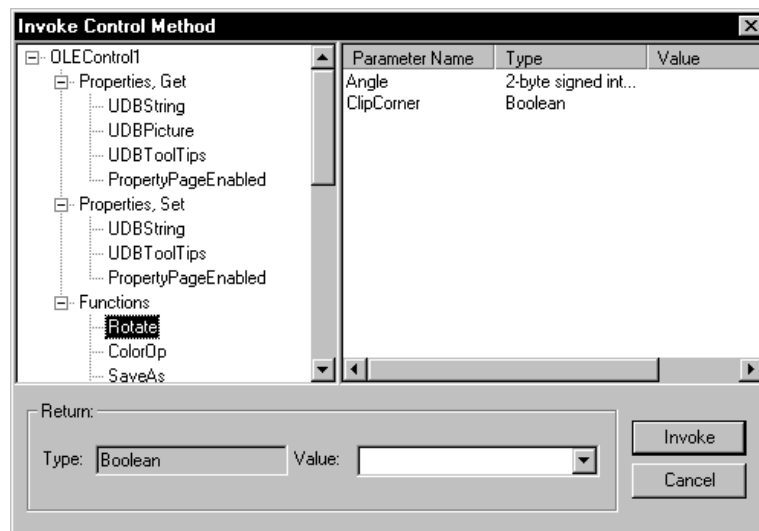 Invoke Control Method
OLEControl1
Properties, Get
UDBString
UDBPicture
UDBToolTips
PropertyPageEnabled
Properties, Set
UDBString
UDBToolTips
PropertyPageEnabled
Functions
Rotate
ColorOp
SaveAs
Parameter Name Type Value
Angle 2-byte signed int...
ClipCorner Boolean
Return:
Type: Boolean Value:
Invoke
Cancel